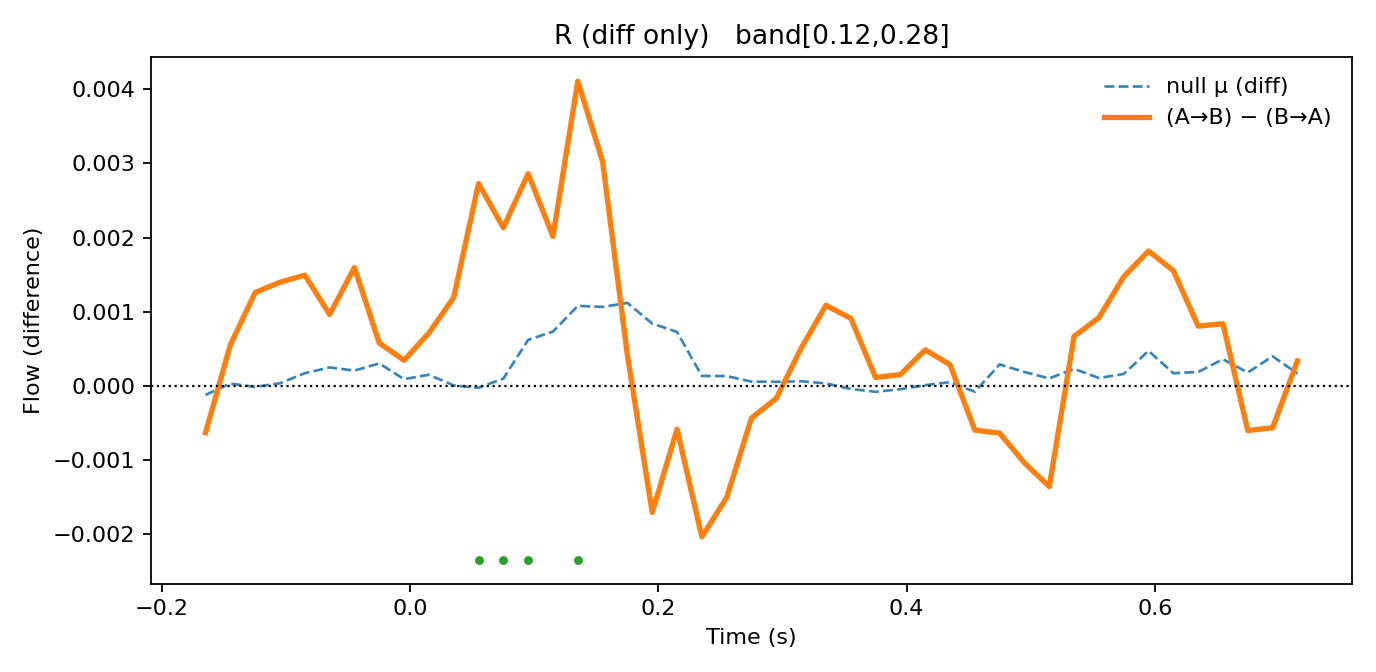 R (diff only)   band[0.12,0.28]
null μ (diff)
(A→B) − (B→A)
Flow (difference)
0.004
0.003
0.002
0.001
0.000
−0.001
−0.002
−0.2
0.0
0.2
0.4
0.6
Time (s)